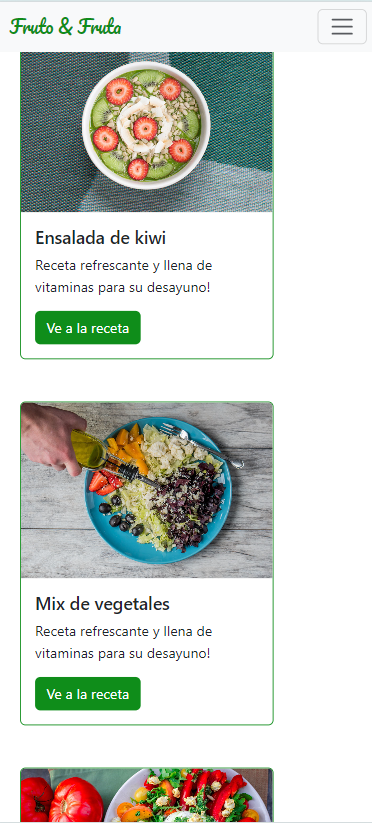 Fruto & Fruta
Ensalada de kiwi
Receta refrescante y llena de
vitaminas para su desayuno!
Ve a la receta
Mix de vegetales
Receta refrescante y llena de
vitaminas para su desayuno!
Ve a la receta